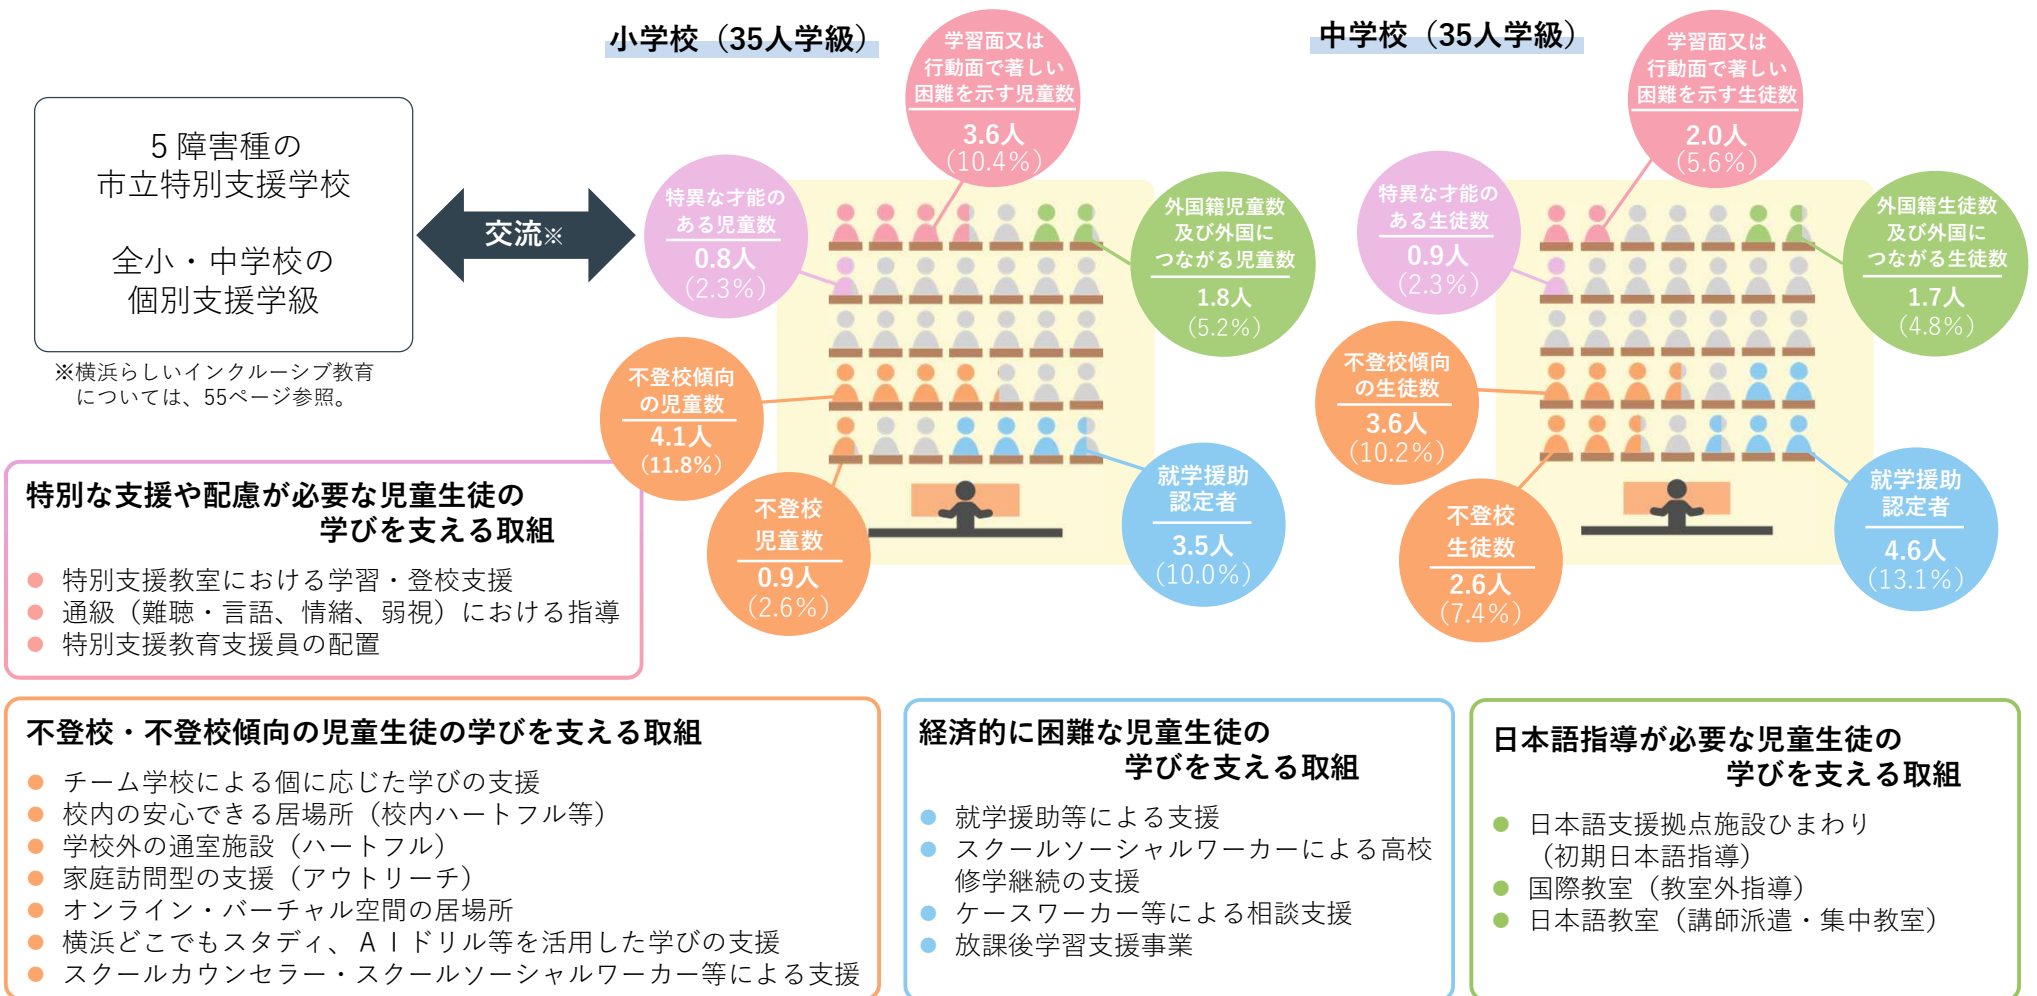 小学校（35人学級）
中学校（35人学級）
5障害種の
市立特別支援学校
全小・中学校の
個別支援学級
交流※
※横浜らしいインクルーシブ教育
については、55ページ参照。
学習面又は
行動面で著しい
困難を示す児童数
3.6人
（10.4%）
特異な才能の
ある児童数
0.8人
（2.3%）
外国籍児童数
及び外国に
つながる児童数
1.8人
（5.2%）
不登校傾向
の児童数
4.1人
（11.8%）
不登校
児童数
0.9人
（2.6%）
就学援助
認定者
3.5人
（10.0%）
学習面又は
行動面で著しい
困難を示す生徒数
2.0人
（5.6%）
特異な才能の
ある生徒数
0.9人
（2.3%）
外国籍生徒数
及び外国に
つながる生徒数
1.7人
（4.8%）
不登校傾向
の生徒数
3.6人
（10.2%）
不登校
生徒数
2.6人
（7.4%）
就学援助
認定者
4.6人
（13.1%）
特別な支援や配慮が必要な児童生徒の
学びを支える取組
● 特別支援教室における学習・登校支援
● 通級（難聴・言語、情緒、弱視）における指導
● 特別支援教育支援員の配置
不登校・不登校傾向の児童生徒の学びを支える取組
● チーム学校による個に応じた学びの支援
● 校内の安心できる居場所（校内ハートフル等）
● 学校外の通室施設（ハートフル）
● 家庭訪問型の支援（アウトリーチ）
● オンライン・バーチャル空間の居場所
● 横浜どこでもスタディ、ＡＩドリル等を活用した学びの支援
● スクールカウンセラー・スクールソーシャルワーカー等による支援
経済的に困難な児童生徒の
学びを支える取組
● 就学援助等による支援
● スクールソーシャルワーカーによる高校
修学継続の支援
● ケースワーカー等による相談支援
● 放課後学習支援事業
日本語指導が必要な児童生徒の
学びを支える取組
● 日本語支援拠点施設ひまわり
（初期日本語指導）
● 国際教室（教室外指導）
● 日本語教室（講師派遣・集中教室）